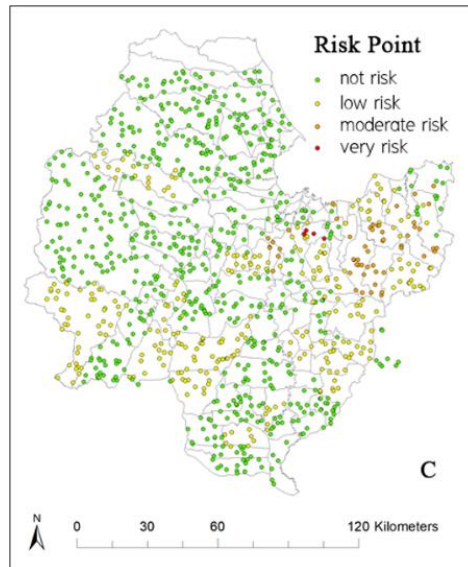 Risk Point
not risk
low risk
moderate risk
very risk
C
N
0 30 60 120 Kilometers